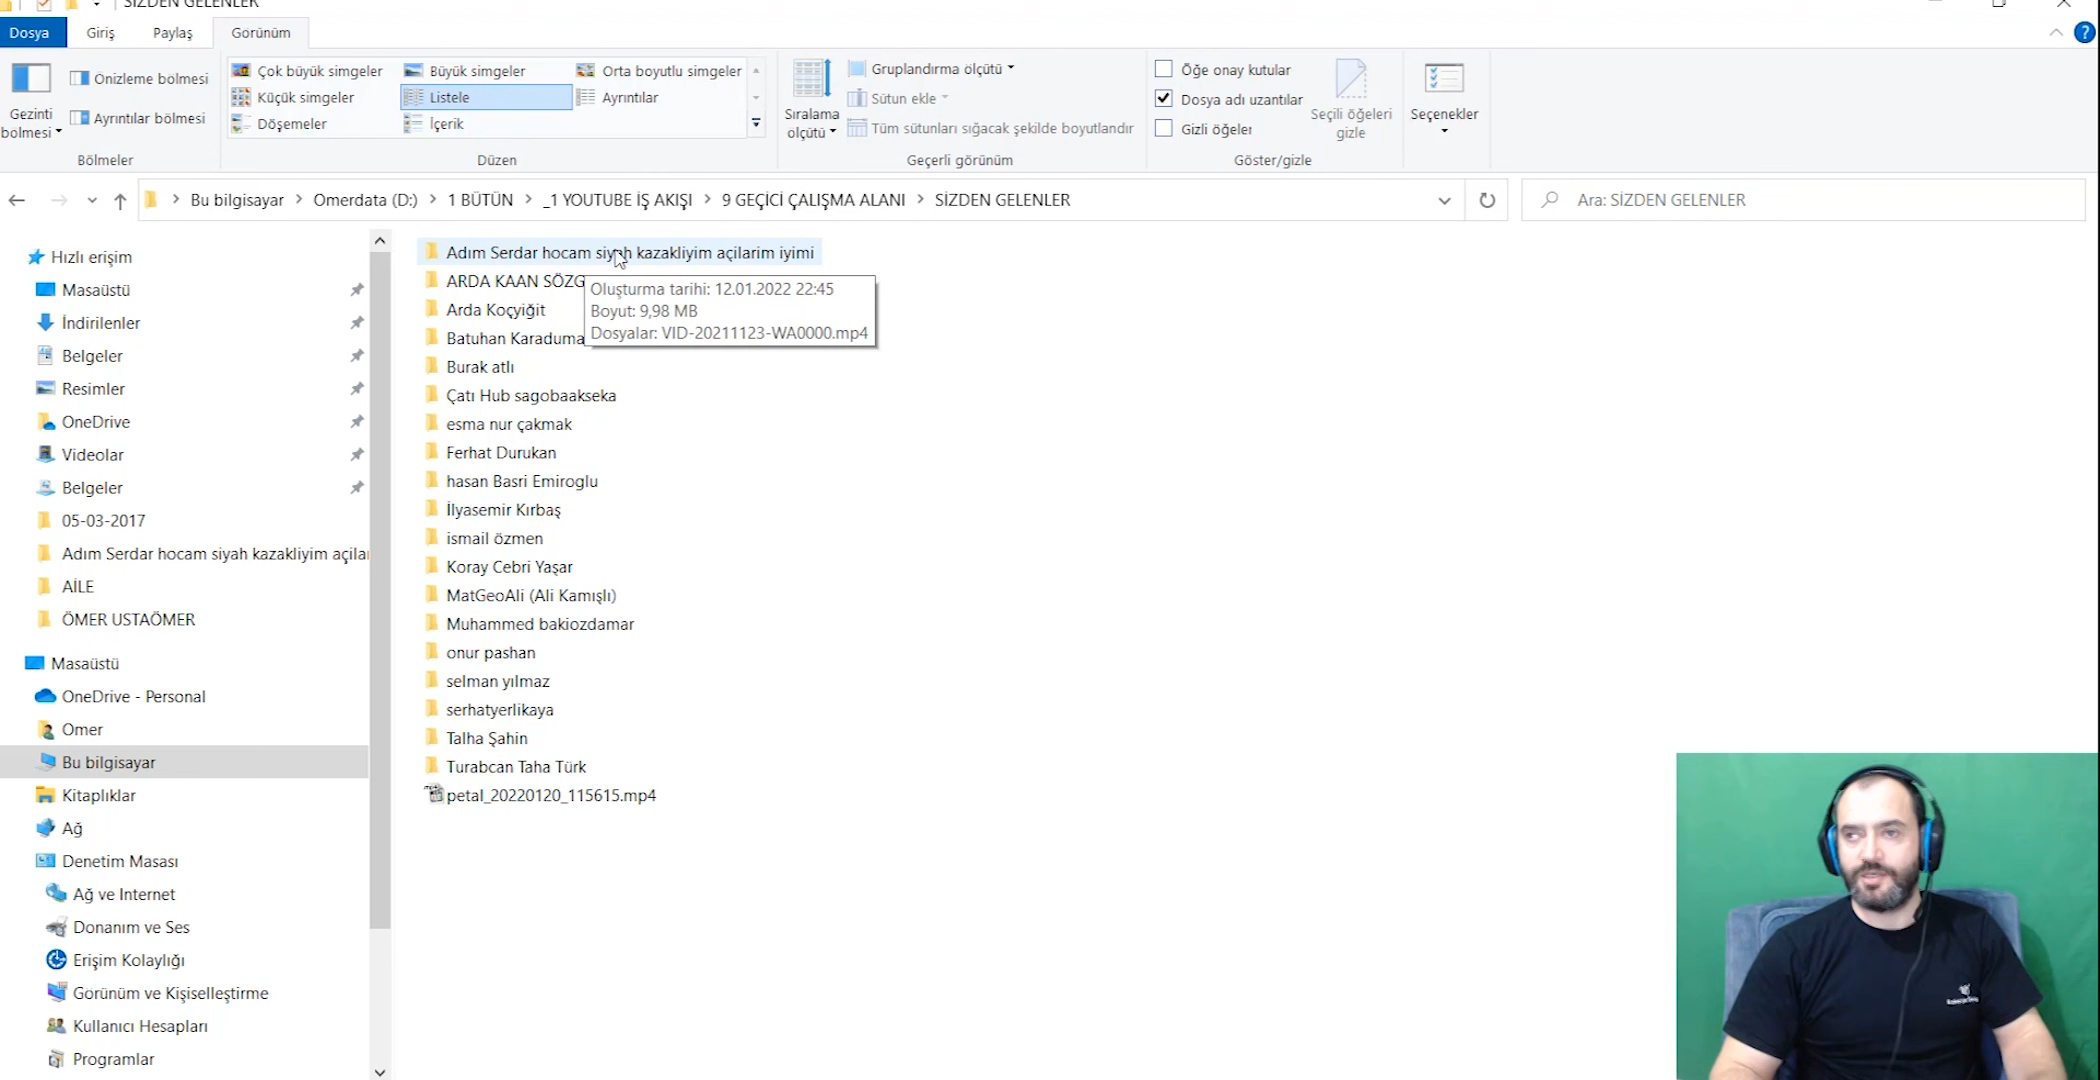 SİZDEN GELENLER
Dosya Giriş Paylaş Görünüm
Gezinti bölmesi
Önizleme bölmesi
Ayrıntılar bölmesi
Bölmeler
Çok büyük simgeler Büyük simgeler Orta boyutlu simgeler
Küçük simgeler Listele Ayrıntılar
Döşemeler İçerik
Düzen
Sıralama ölçütü
Gruplandırma ölçütü
Sütun ekle
Tüm sütunları sığacak şekilde boyutlandır
Geçerli görünüm
Öğe onay kutular
Dosya adı uzantılar
Gizli öğeler
Seçili öğeleri gizle
Göster/gizle
Seçenekler
Bu bilgisayar > Omerdata (D:) > 1 BÜTÜN > _1 YOUTUBE İŞ AKIŞI > 9 GEÇİCİ ÇALIŞMA ALANI > SİZDEN GELENLER
Ara: SİZDEN GELENLER
Hızlı erişim
Masaüstü
İndirilenler
Belgeler
Resimler
OneDrive
Videolar
Belgeler
05-03-2017
Adım Serdar hocam siyah kazakliyim açılar
AİLE
ÖMER USTAÖMER
Masaüstü
OneDrive - Personal
Omer
Bu bilgisayar
Kitaplıklar
Ağ
Denetim Masası
Ağ ve Internet
Donanım ve Ses
Erişim Kolaylığı
Görünüm ve Kişiselleştirme
Kullanıcı Hesapları
Programlar
Adım Serdar hocam siyah kazakliyim açilarim iyimi
ARDA KAAN SÖZG
Arda Koçyiğit
Batuhan Karaduma
Burak atlı
Çatı Hub sagobaakseka
esma nur çakmak
Ferhat Durukan
hasan Basri Emiroglu
İlyasemir Kırbaş
ismail özmen
Koray Cebri Yaşar
MatGeoAli (Ali Kamışlı)
Muhammed bakiozdamar
onur pashan
selman yılmaz
serhatyerlikaya
Talha Şahin
Turabcan Taha Türk
petal_20220120_115615.mp4
Oluşturma tarihi: 12.01.2022 22:45
Boyut: 9,98 MB
Dosyalar: VID-20211123-WA0000.mp4